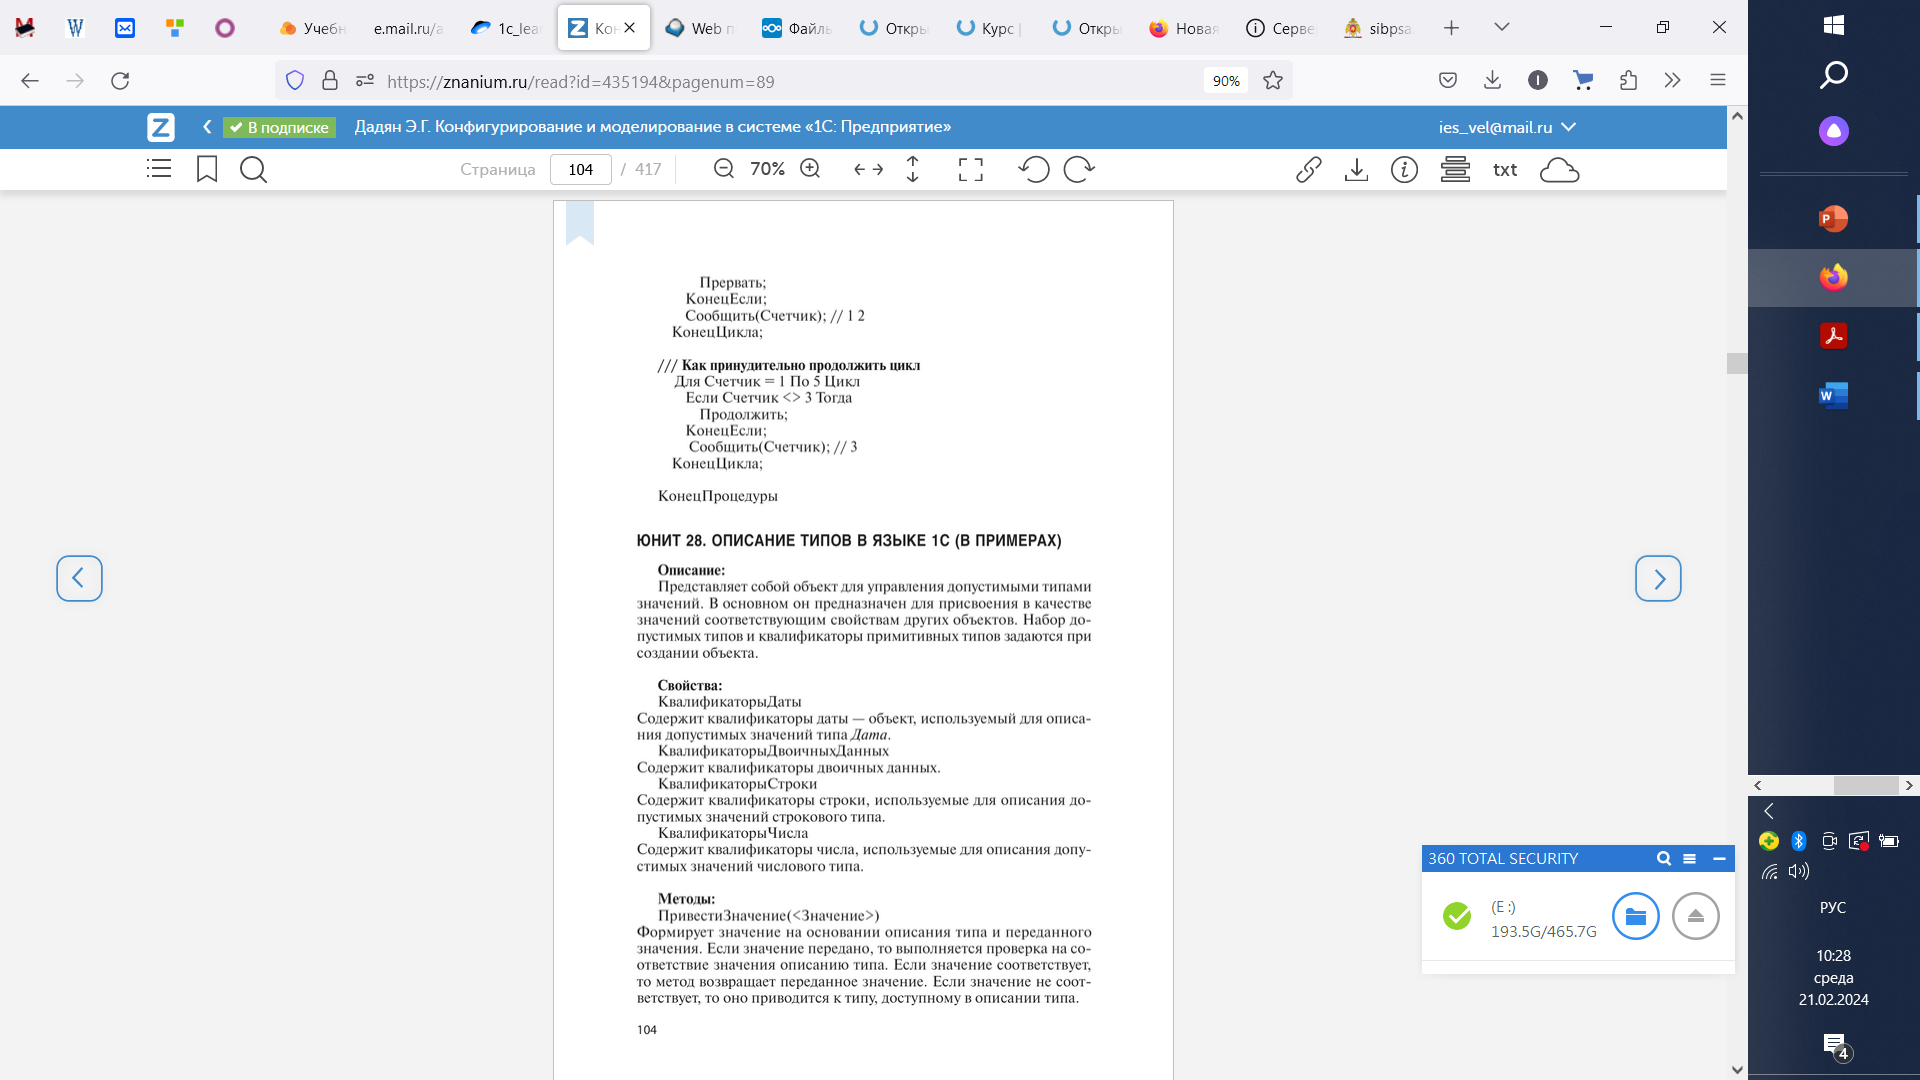 Учебн
e.mail.ru/a
1c_lear
Кон
Web п
Файль
Откры
Курс |
Откры
Новая
Серве
sibpsa
https://znanium.ru/read?id=435194&pagenum=89
90%
В подписке
Дадян Э.Г. Конфигурирование и моделирование в системе «1С: Предприятие»
ies_vel@mail.ru
Страница 104 / 417
70%
txt
Прервать;
КонецЕсли;
Сообщить(Счетчик); // 1 2
КонецЦикла;
/// Как принудительно продолжить цикл
Для Счетчик = 1 По 5 Цикл
Если Счетчик <> 3 Тогда
Продолжить;
КонецЕсли;
Сообщить(Счетчик); // 3
КонецЦикла;
КонецПроцедуры
ЮНИТ 28. ОПИСАНИЕ ТИПОВ В ЯЗЫКЕ 1С (В ПРИМЕРАХ)
Описание:
Представляет собой объект для управления допустимыми типами
значений. В основном он предназначен для присвоения в качестве
значений соответствующим свойствам других объектов. Набор до-
пустимых типов и квалификаторы примитивных типов задаются при
создании объекта.
Свойства:
КвалификаторыДаты
Содержит квалификаторы даты — объект, используемый для описа-
ния допустимых значений типа Дата.
КвалификаторыДвоичныхДанных
Содержит квалификаторы двоичных данных.
КвалификаторыСтроки
Содержит квалификаторы строки, используемые для описания до-
пустимых значений строкового типа.
КвалификаторыЧисла
Содержит квалификаторы числа, используемые для описания допу-
стимых значений числового типа.
Методы:
ПривестиЗначение(<Значение>)
Формирует значение на основании описания типа и переданного
значения. Если значение передано, то выполняется проверка на со-
ответствие значения описанию типа. Если значение соответствует,
то метод возвращает переданное значение. Если значение не соот-
ветствует, то оно приводится к типу, доступному в описании типа.
104
360 TOTAL SECURITY
(E :)
193.5G/465.7G
РУС
10:28
среда
21.02.2024
4